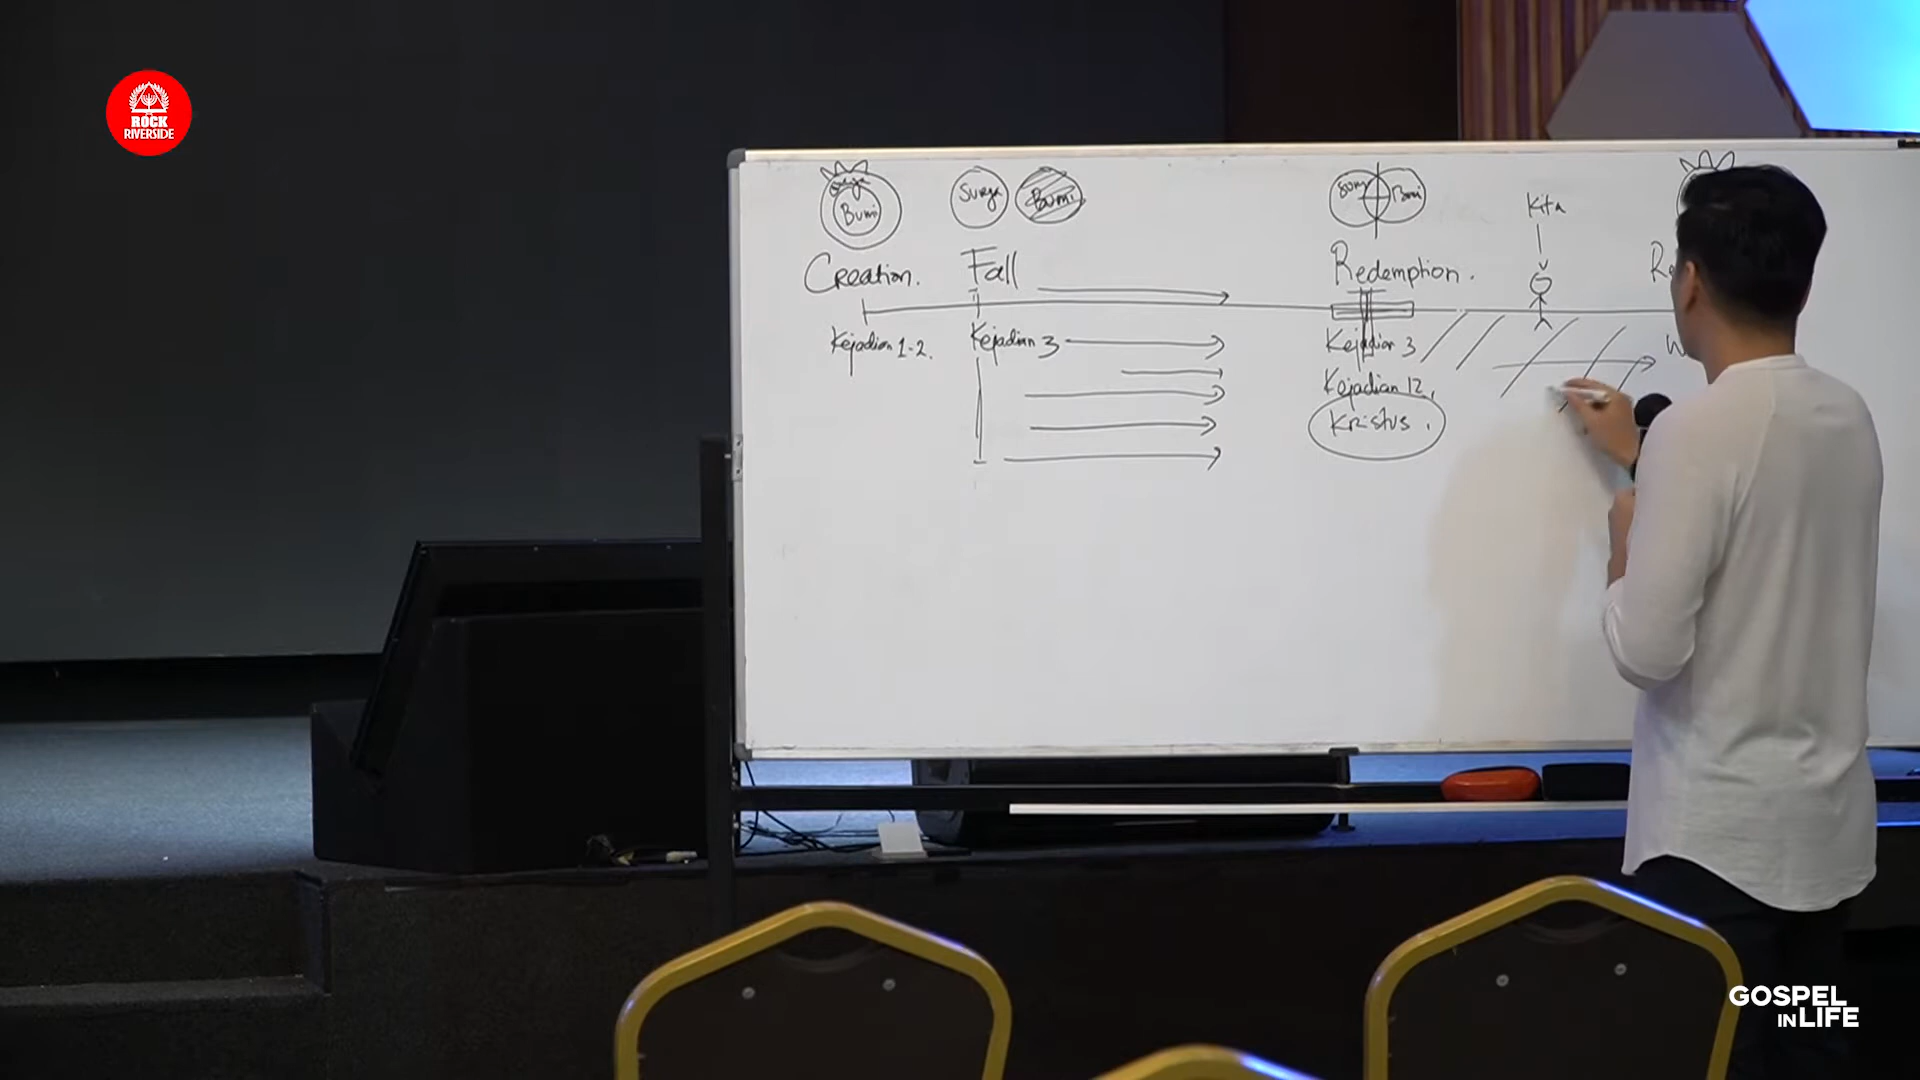 ROCK
RIVERSIDE
Surga
Bumi
Surga
Bumi
Surga
Bumi
Kita
Creation.
Fall
Redemption.
Kejadian 1-2.
Kejadian 3
Kejadian 3
Kejadian 12,
Kristus.
GOSPEL
IN LIFE